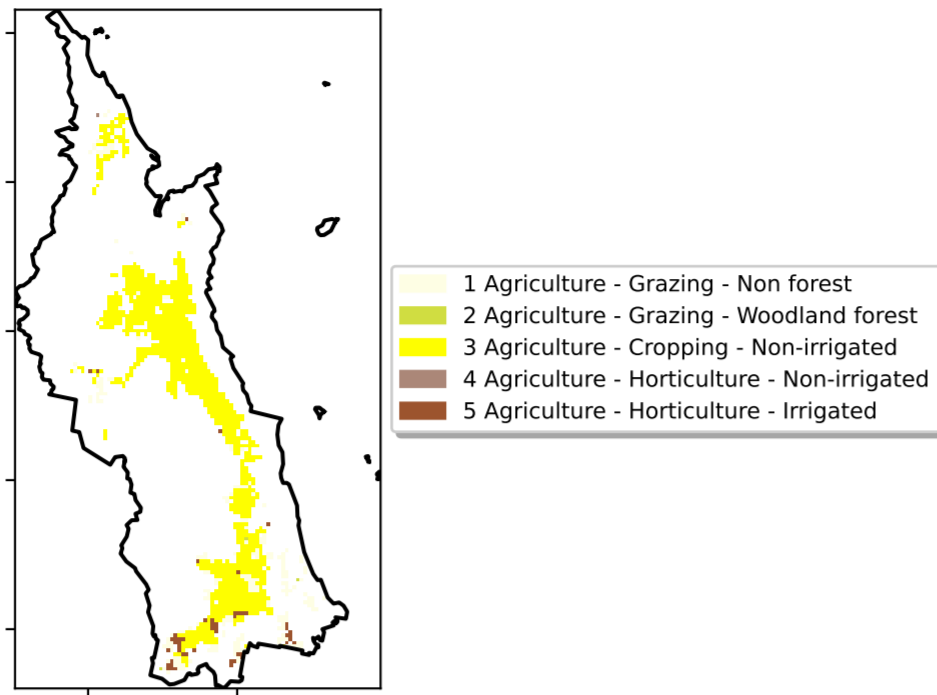 1 Agriculture - Grazing - Non forest
2 Agriculture - Grazing - Woodland forest
3 Agriculture - Cropping - Non-irrigated
4 Agriculture - Horticulture - Non-irrigated
5 Agriculture - Horticulture - Irrigated